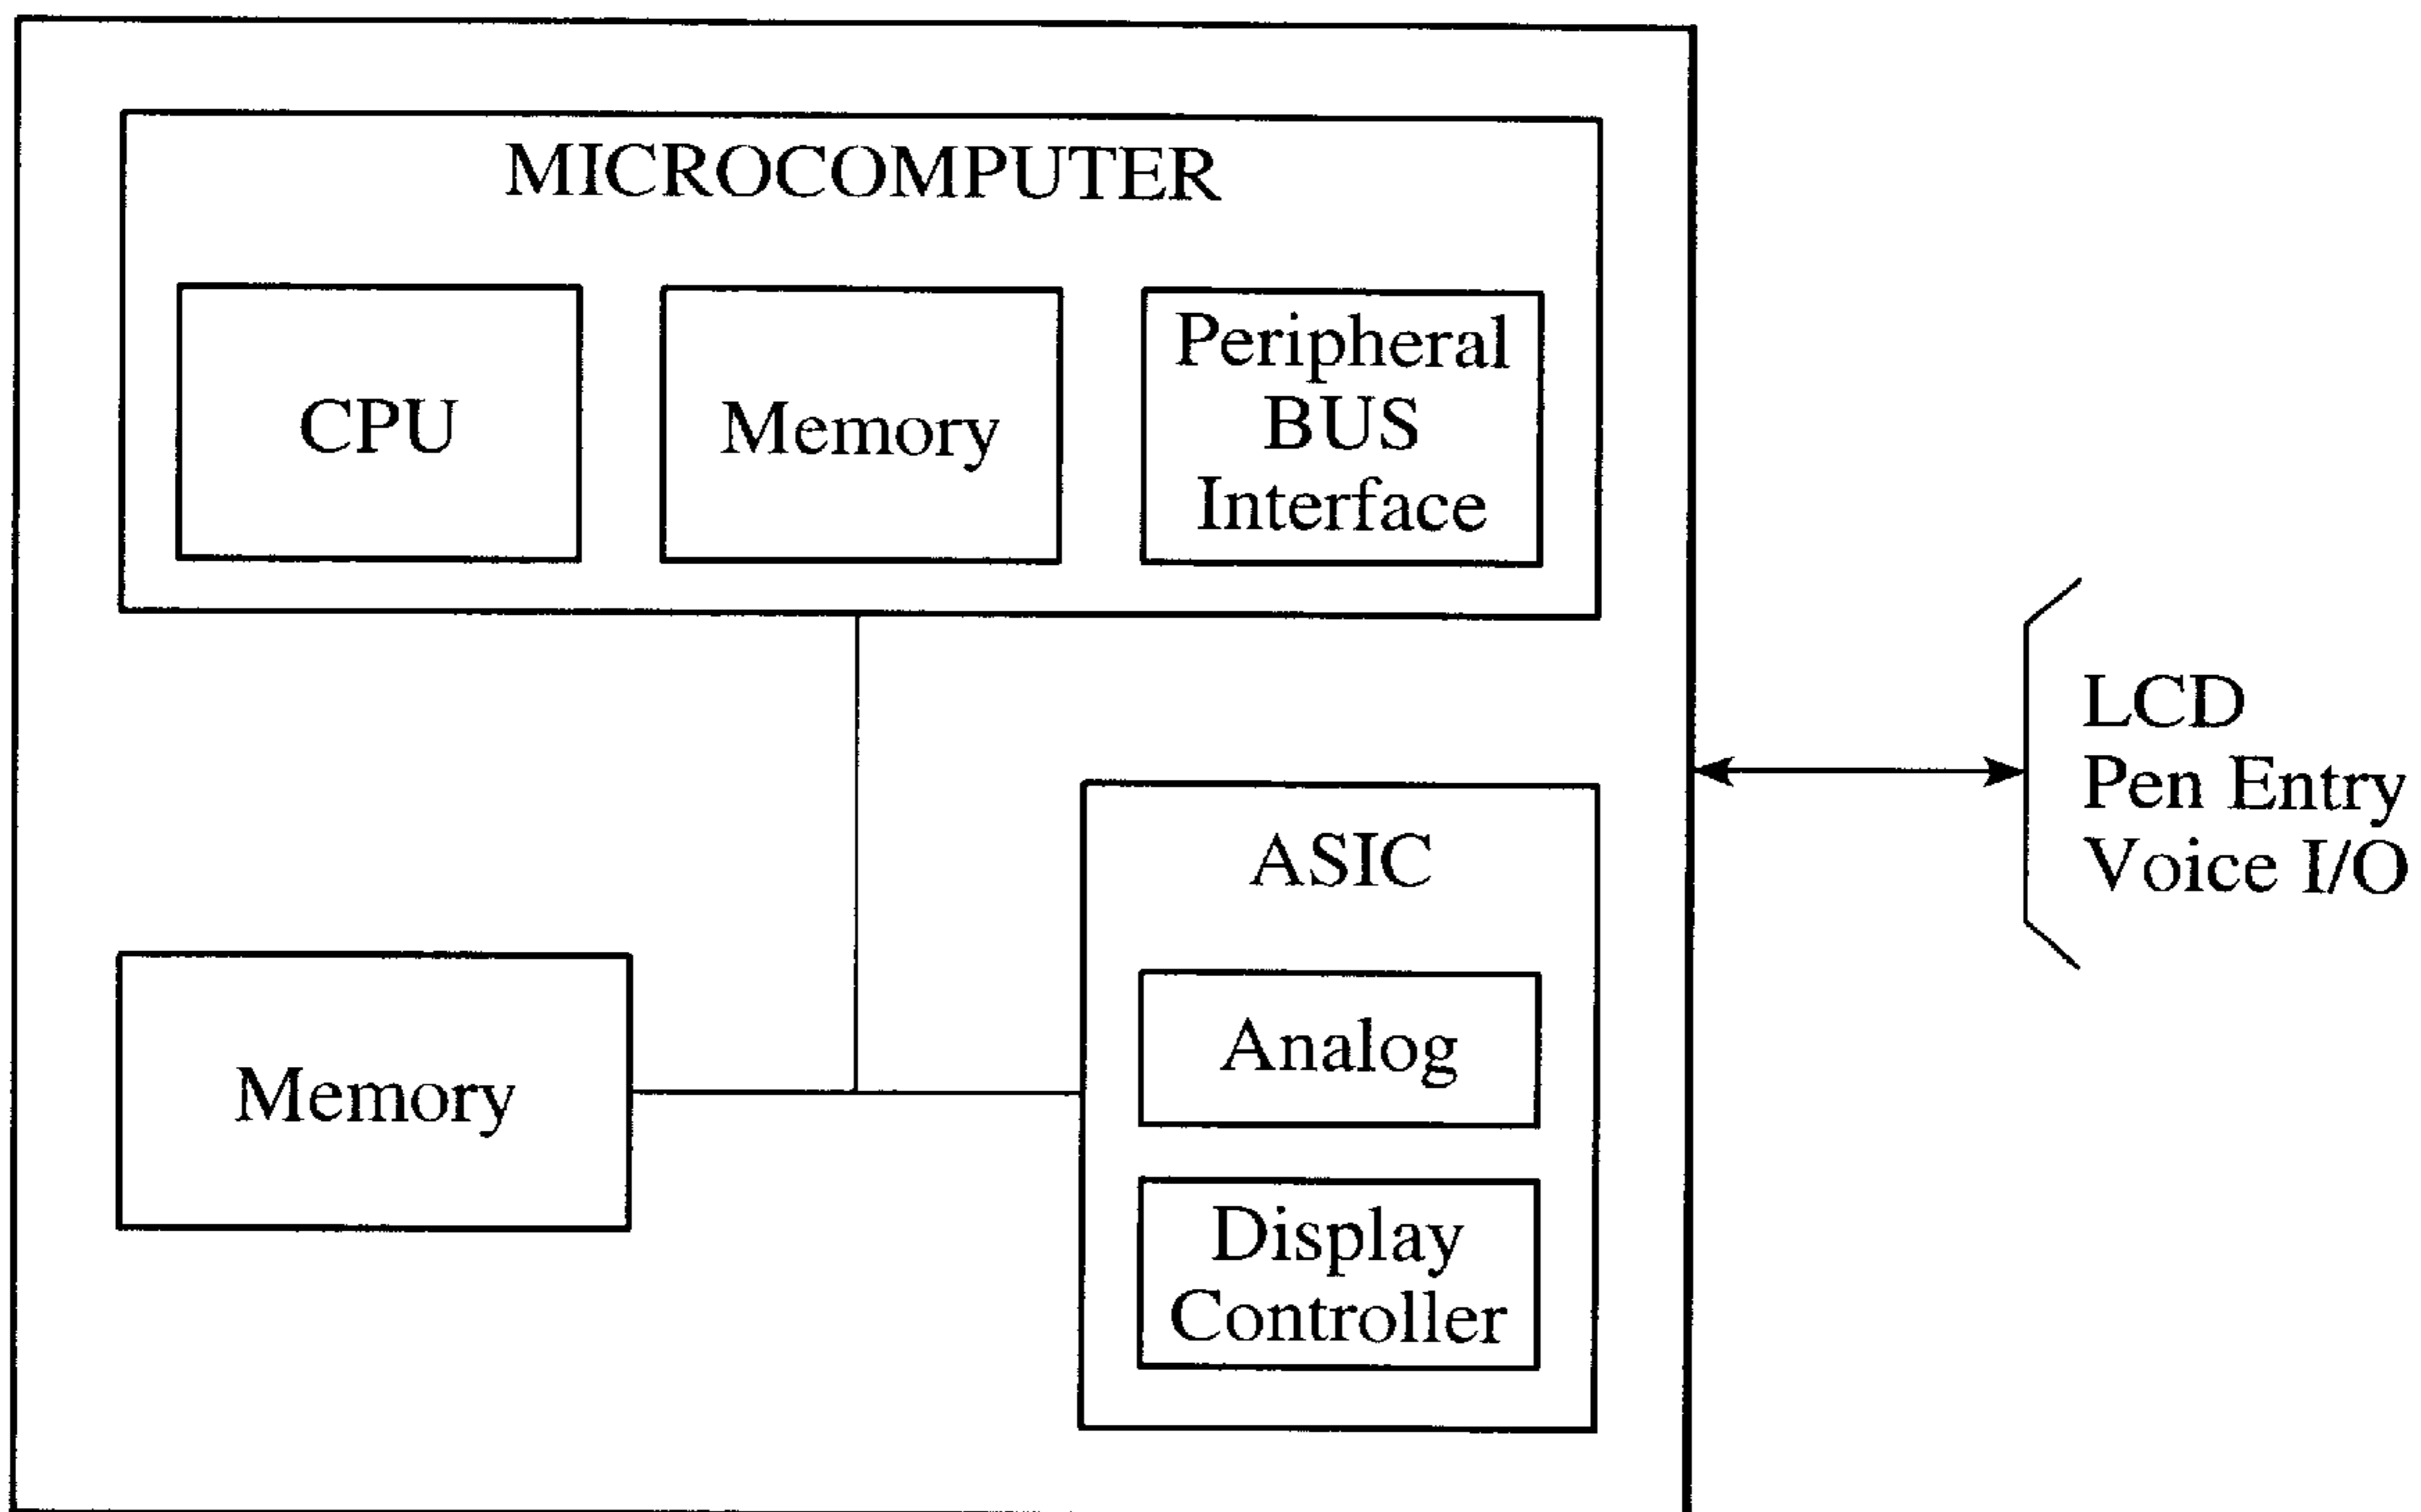 MICROCOMPUTER
CPU
Memory
Peripheral
BUS
Interface
LCD
Pen Entry
Voice I/O
ASIC
Analog
Memory
Display
Controller